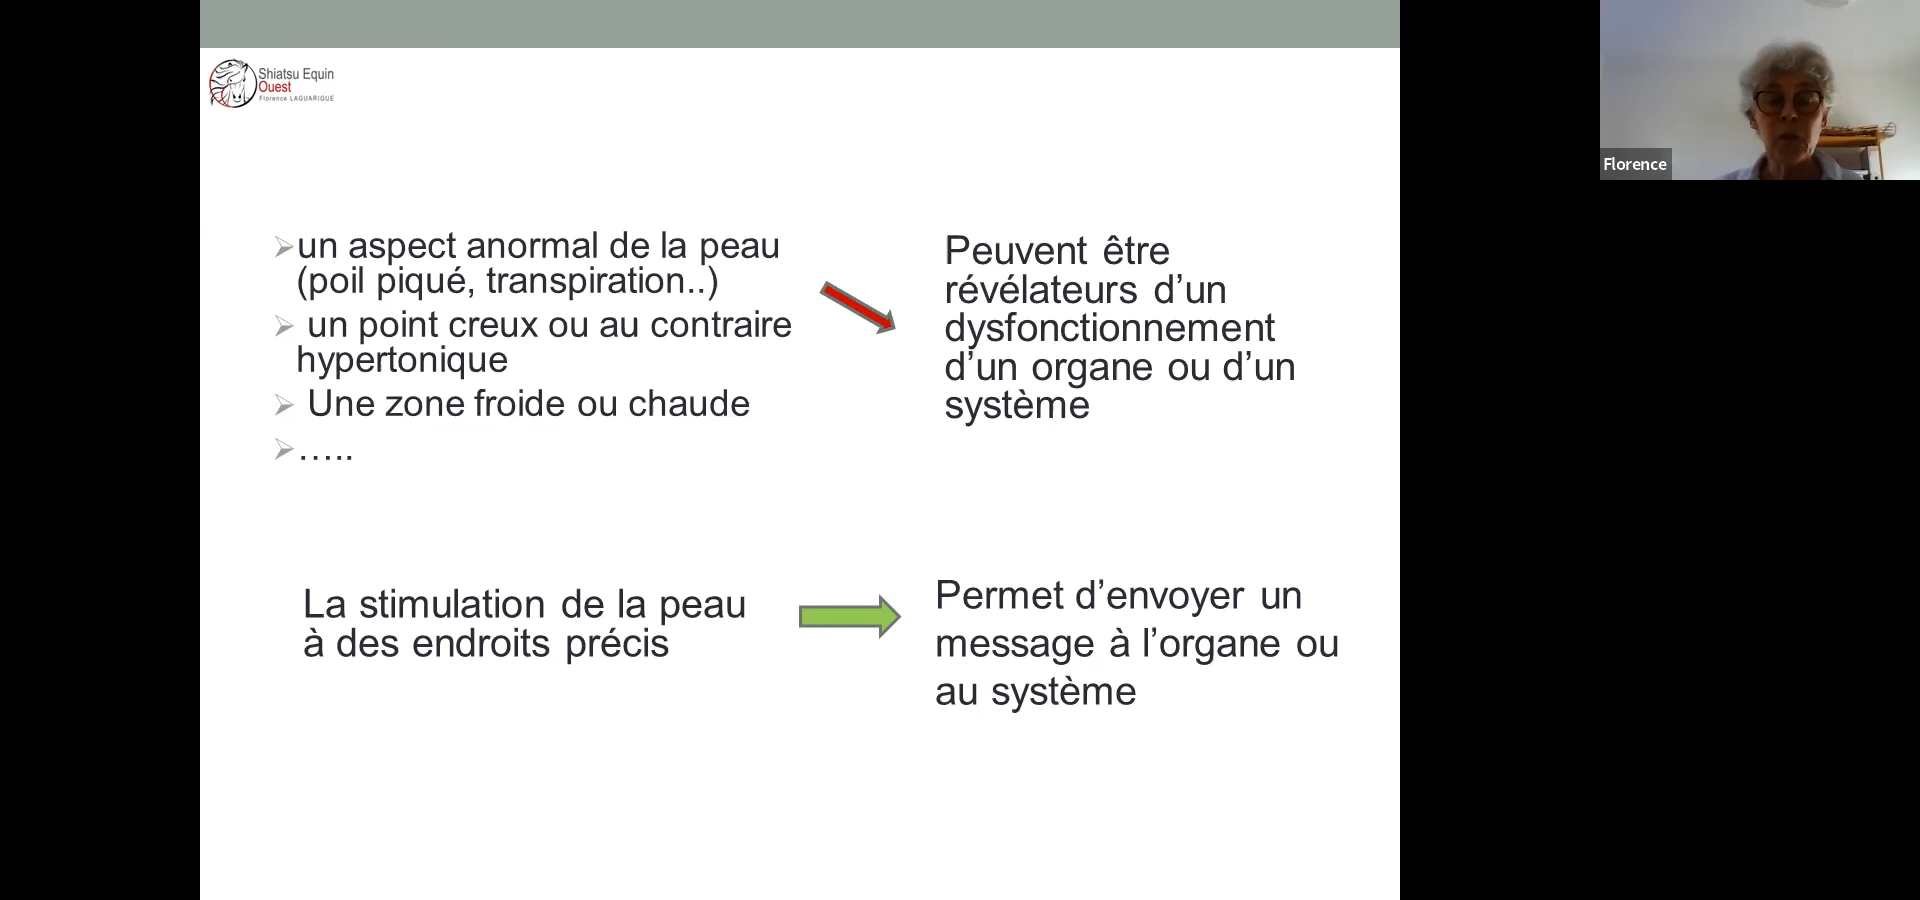 Shiatsu Equin
Ouest
Florence LAGUARIGUE
un aspect anormal de la peau
(poil piqué, transpiration..)
un point creux ou au contraire
hypertonique
Une zone froide ou chaude
…..
Peuvent être
révélateurs d’un
dysfonctionnement
d’un organe ou d’un
système
La stimulation de la peau
à des endroits précis
Permet d’envoyer un
message à l’organe ou
au système
Florence